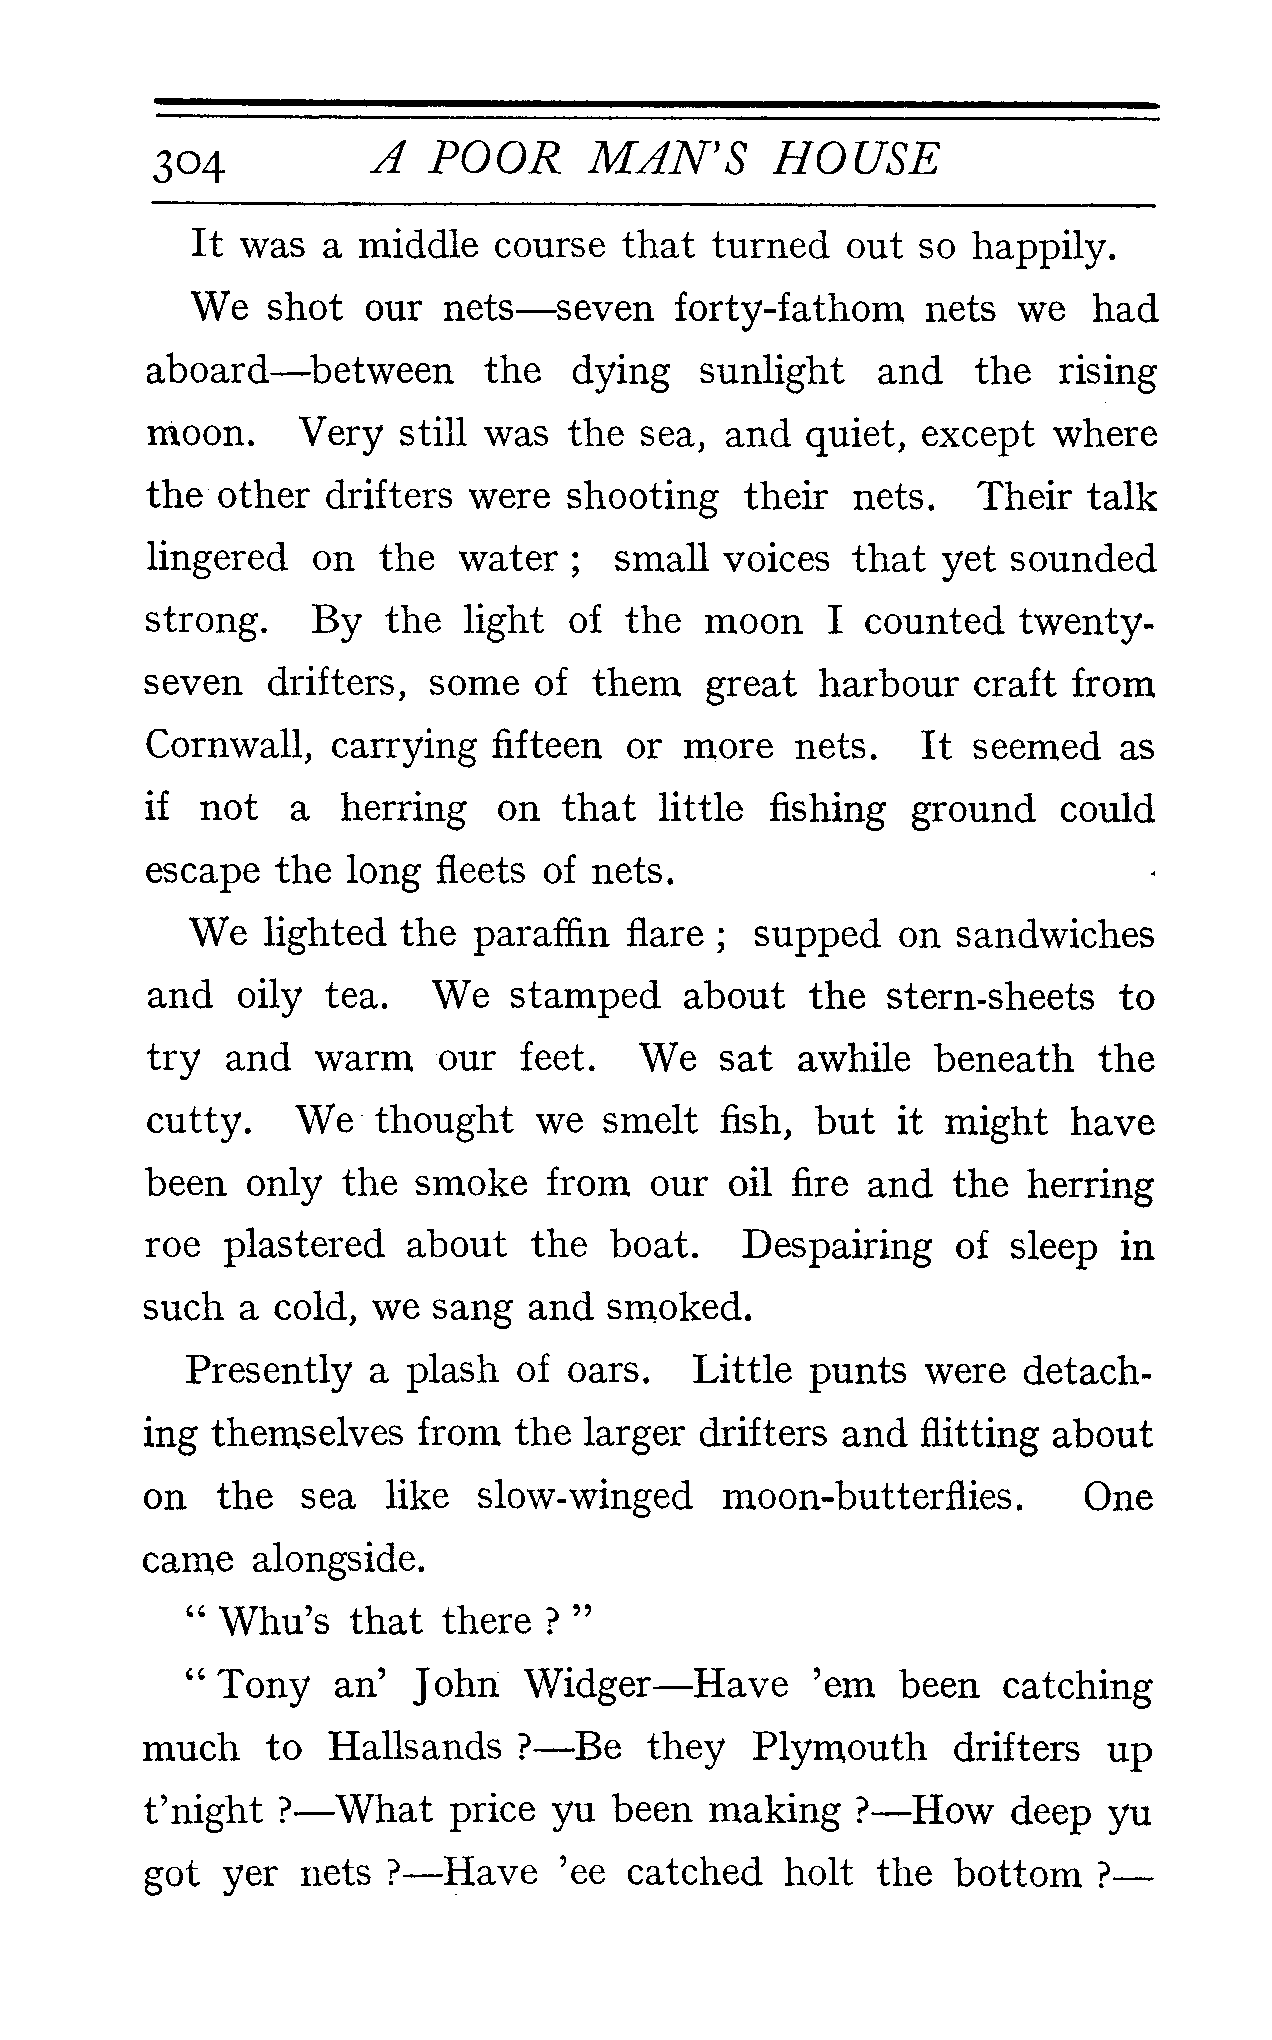 304 A POOR MAN'S HOUSE
It was a middle course that turned out so happily.
We shot our nets—seven forty-fathom nets we had
aboard—between the dying sunlight and the rising
moon. Very still was the sea, and quiet, except where
the other drifters were shooting their nets. Their talk
lingered on the water ; small voices that yet sounded
strong. By the light of the moon I counted twenty-
seven drifters, some of them great harbour craft from
Cornwall, carrying fifteen or more nets. It seemed as
if not a herring on that little fishing ground could
escape the long fleets of nets.
We lighted the paraffin flare ; supped on sandwiches
and oily tea. We stamped about the stern-sheets to
try and warm our feet. We sat awhile beneath the
cutty. We thought we smelt fish, but it might have
been only the smoke from our oil fire and the herring
roe plastered about the boat. Despairing of sleep in
such a cold, we sang and smoked.
Presently a plash of oars. Little punts were detach-
ing themselves from the larger drifters and flitting about
on the sea like slow-winged moon-butterflies. One
came alongside.
“ Whu’s that there ? ”
“ Tony an’ John Widger—Have ’em been catching
much to Hallsands ?—Be they Plymouth drifters up
t’night ?—What price yu been making ?—How deep yu
got yer nets ?—Have ’ee catched holt the bottom ?—